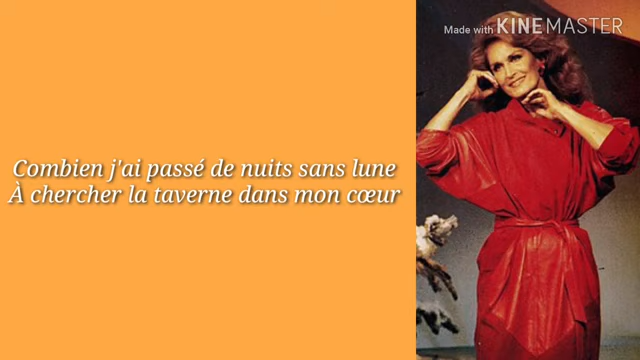 Made with KINEMASTER
Combien j'ai passé de nuits sans lune
À chercher la taverne dans mon cœur